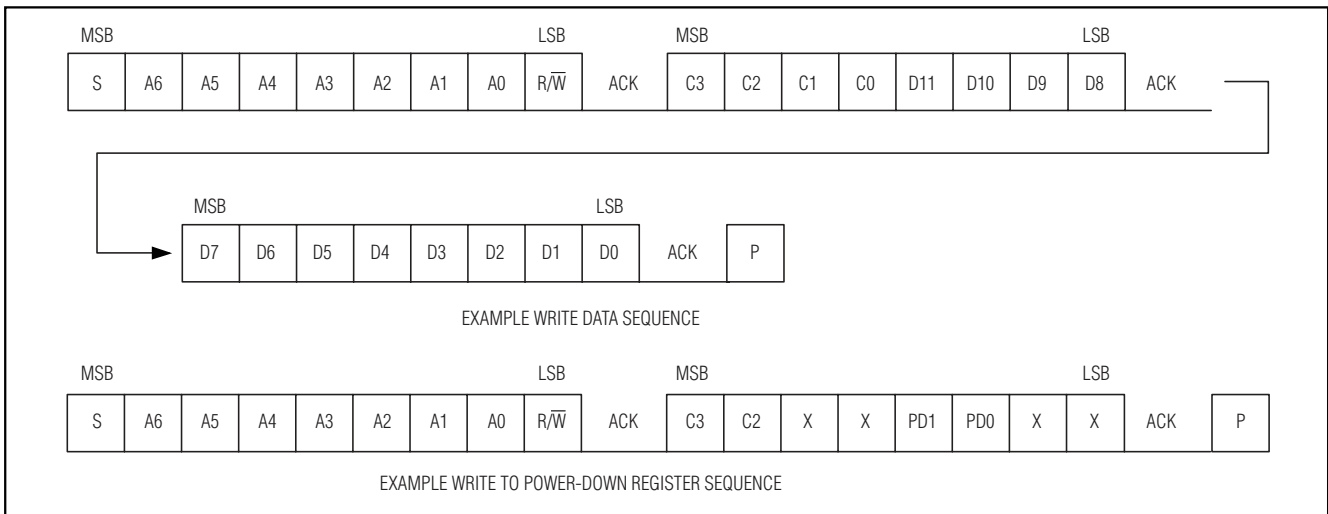 MSB LSB MSB LSB
S A6 A5 A4 A3 A2 A1 A0 R/W̅ ACK C3 C2 C1 C0 D11 D10 D9 D8 ACK
MSB LSB
D7 D6 D5 D4 D3 D2 D1 D0 ACK P
EXAMPLE WRITE DATA SEQUENCE
MSB LSB MSB LSB
S A6 A5 A4 A3 A2 A1 A0 R/W̅ ACK C3 C2 X X PD1 PD0 X X ACK P
EXAMPLE WRITE TO POWER-DOWN REGISTER SEQUENCE